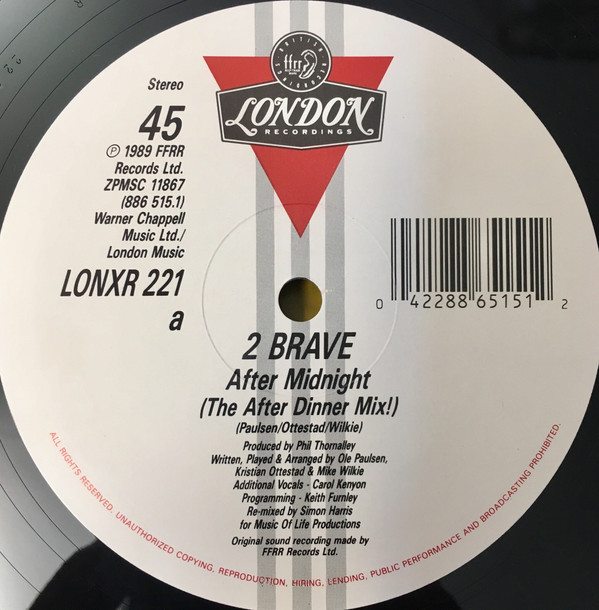 ffrr
LONDON
RECORDINGS
Stereo
45
℗ 1989 FFRR
Records Ltd.
ZPMSC 11867
(886 515.1)
Warner Chappell
Music Ltd./
London Music
LONXR 221
a
0 42288 65151 2
2 BRAVE
After Midnight
(The After Dinner Mix!)
(Paulsen/Ottestad/Wilkie)
Produced by Phil Thornalley
Written, Played & Arranged by Ole Paulsen,
Kristian Ottestad & Mike Wilkie
Additional Vocals - Carol Kenyon
Programming - Keith Furnley
Re-mixed by Simon Harris
for Music Of Life Productions
Original sound recording made by
FFRR Records Ltd.
ALL RIGHTS RESERVED. UNAUTHORIZED COPYING, REPRODUCTION, HIRING, LENDING, PUBLIC PERFORMANCE AND BROADCASTING PROHIBITED.